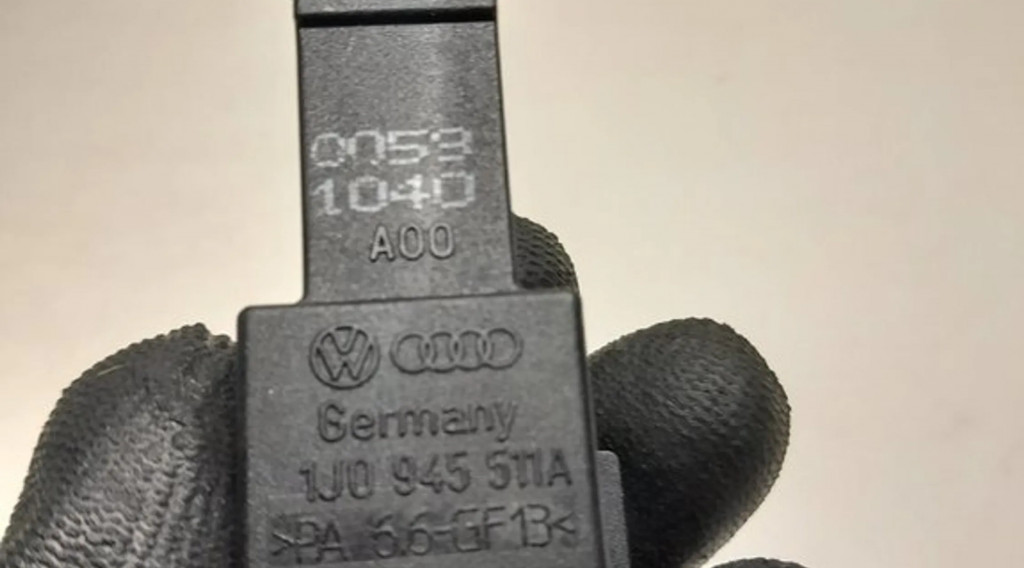 0053
1040
A00
Germany
1J0 945 511A
>PA 6.6-GF13<